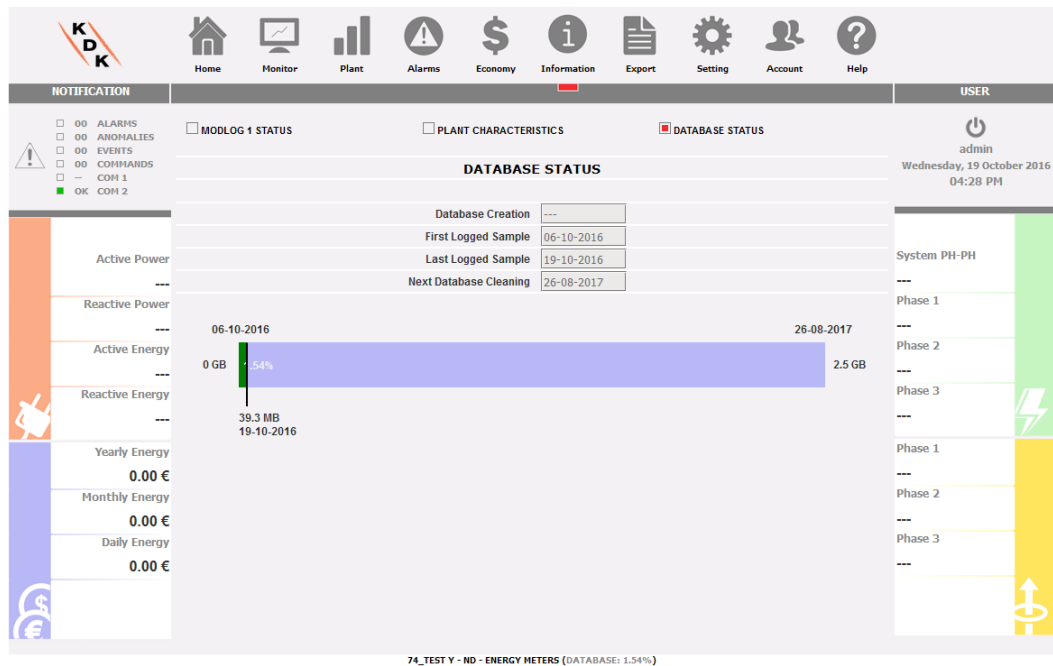 K
D
K
Home Monitor Plant Alarms Economy Information Export Setting Account Help
NOTIFICATION
USER
00 ALARMS
00 ANOMALIES
00 EVENTS
00 COMMANDS
-- COM 1
OK COM 2
MODLOG 1 STATUS PLANT CHARACTERISTICS DATABASE STATUS
admin
Wednesday, 19 October 2016
04:28 PM
DATABASE STATUS
Database Creation ---
First Logged Sample 06-10-2016
Last Logged Sample 19-10-2016
Next Database Cleaning 26-08-2017
06-10-2016 26-08-2017
0 GB .54% 2.5 GB
39.3 MB
19-10-2016
Active Power
---
Reactive Power
---
Active Energy
---
Reactive Energy
---
Yearly Energy
0.00 €
Monthly Energy
0.00 €
Daily Energy
0.00 €
System PH-PH
---
Phase 1
---
Phase 2
---
Phase 3
---
Phase 1
---
Phase 2
---
Phase 3
---
74_TEST Y - ND - ENERGY METERS (DATABASE: 1.54%)